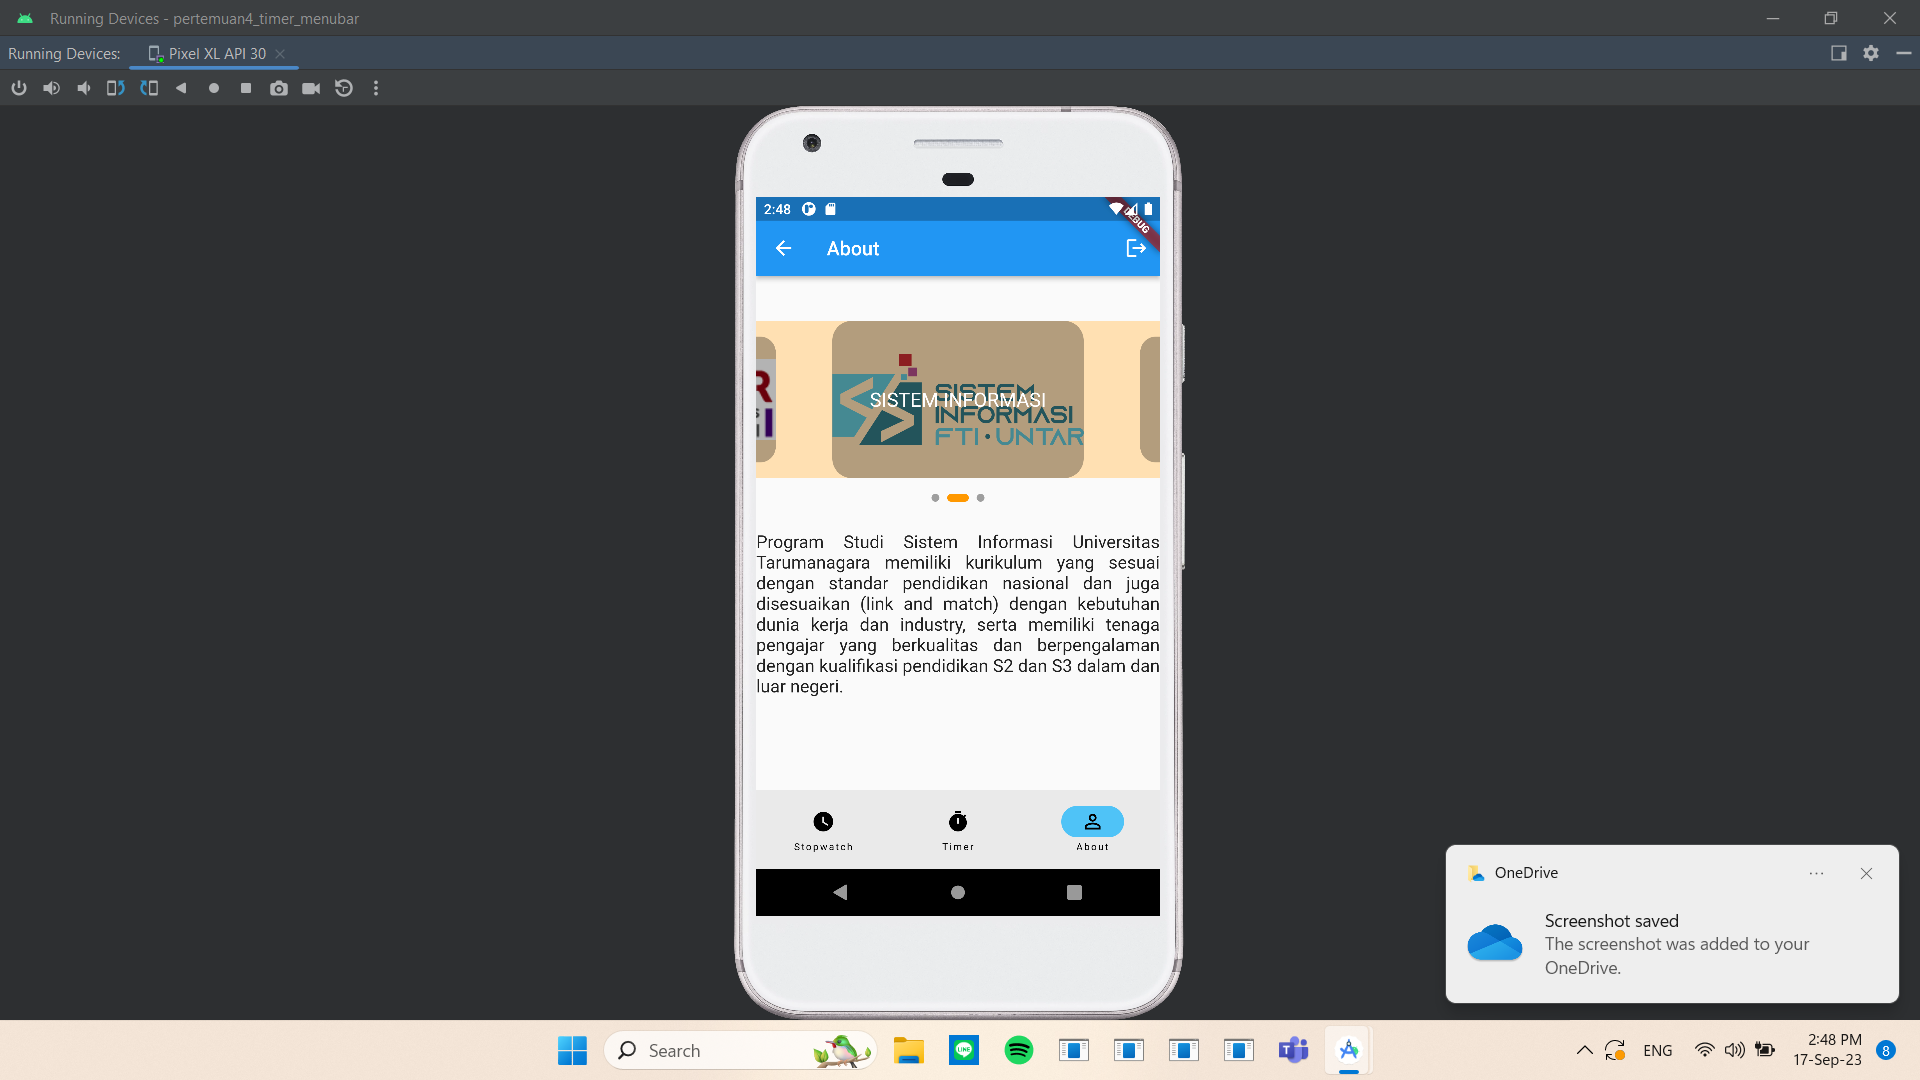 Running Devices - pertemuan4_timer_menubar
Running Devices: Pixel XL API 30
2:48
DEBUG
About
R
SISTEM INFORMASI
SISTEM
INFORMASI
FTI • UNTAR
Program Studi Sistem Informasi Universitas
Tarumanagara memiliki kurikulum yang sesuai
dengan standar pendidikan nasional dan juga
disesuaikan (link and match) dengan kebutuhan
dunia kerja dan industry, serta memiliki tenaga
pengajar yang berkualitas dan berpengalaman
dengan kualifikasi pendidikan S2 dan S3 dalam dan
luar negeri.
Stopwatch Timer About
OneDrive
Screenshot saved
The screenshot was added to your
OneDrive.
Search
LINE
ENG
2:48 PM
17-Sep-23
8